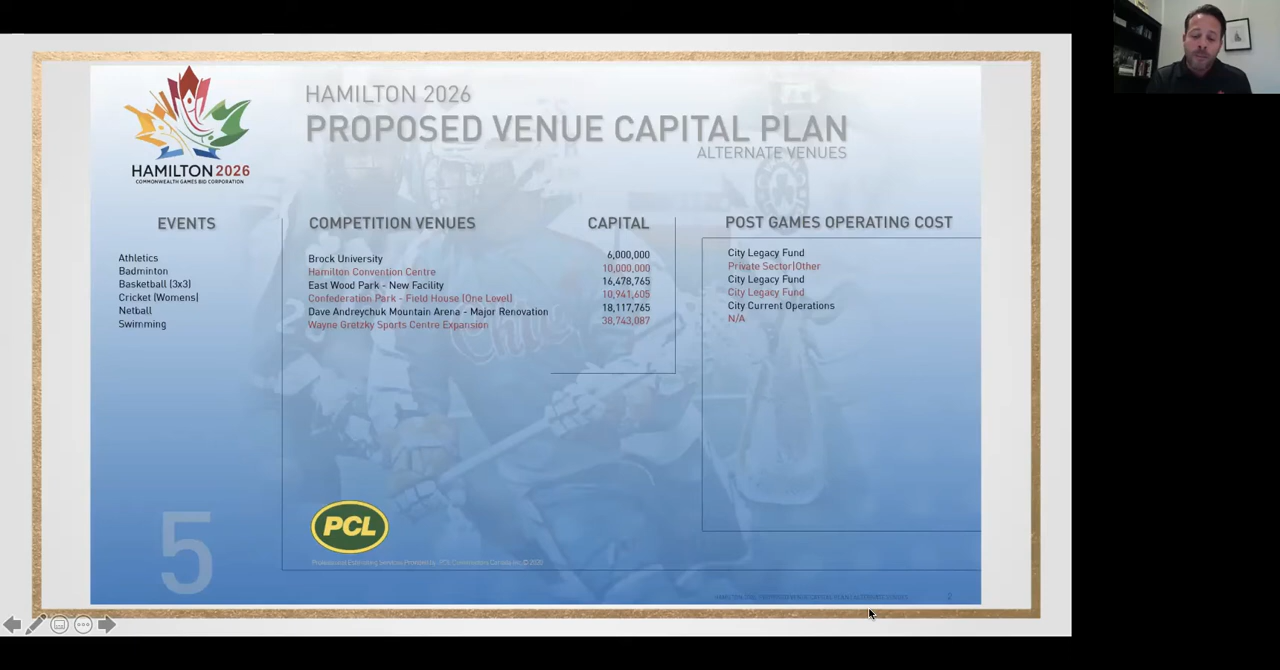 HAMILTON 2026
PROPOSED VENUE CAPITAL PLAN
ALTERNATE VENUES
HAMILTON 2026
COMMONWEALTH GAMES BID CORPORATION
EVENTS
Athletics
Badminton
Basketball (3x3)
Cricket (Womens)
Netball
Swimming
COMPETITION VENUES
Brock University
Hamilton Convention Centre
East Wood Park - New Facility
Confederation Park - Field House (One Level)
Dave Andreychuk Mountain Arena - Major Renovation
Wayne Gretzky Sports Centre Expansion
CAPITAL
6,000,000
10,000,000
16,478,765
10,941,605
18,117,765
38,743,087
POST GAMES OPERATING COST
City Legacy Fund
Private Sector|Other
City Legacy Fund
City Legacy Fund
City Current Operations
N/A
5
PCL
2